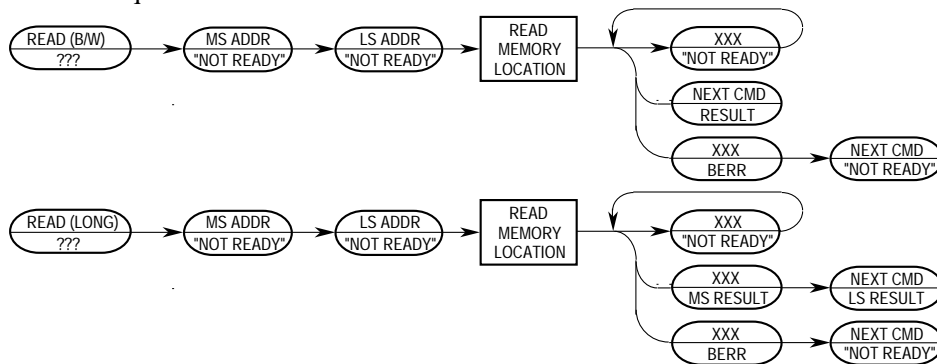 READ (B/W)
???
MS ADDR
"NOT READY"
LS ADDR
"NOT READY"
READ
MEMORY
LOCATION
XXX
"NOT READY"
NEXT CMD
RESULT
XXX
BERR
NEXT CMD
"NOT READY"
READ (LONG)
???
MS ADDR
"NOT READY"
LS ADDR
"NOT READY"
READ
MEMORY
LOCATION
XXX
"NOT READY"
XXX
MS RESULT
NEXT CMD
LS RESULT
XXX
BERR
NEXT CMD
"NOT READY"